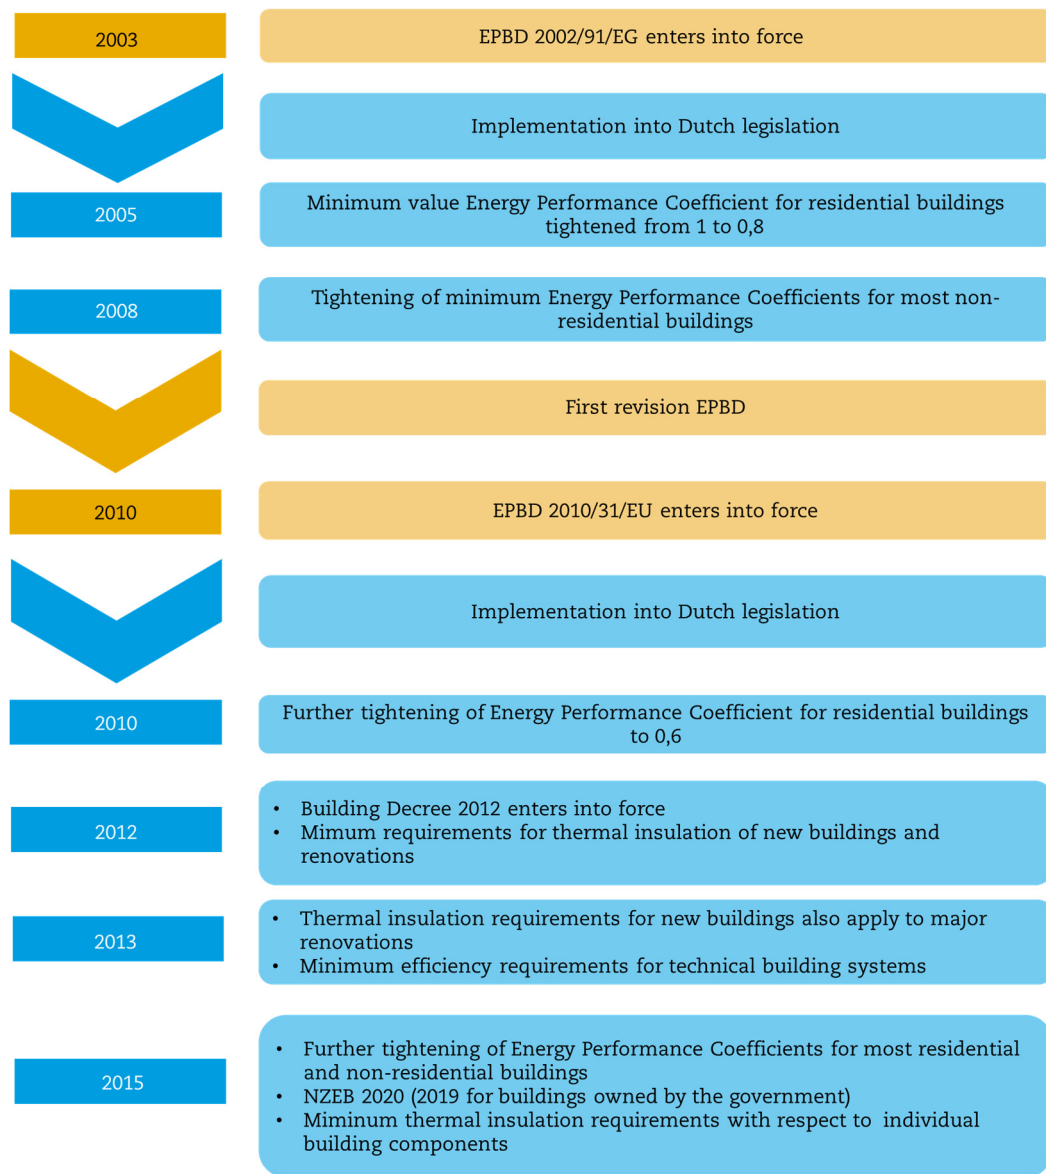 2003
EPBD 2002/91/EG enters into force
Implementation into Dutch legislation
2005
Minimum value Energy Performance Coefficient for residential buildings
tightened from 1 to 0,8
2008
Tightening of minimum Energy Performance Coefficients for most non-
residential buildings
First revision EPBD
2010
EPBD 2010/31/EU enters into force
Implementation into Dutch legislation
2010
Further tightening of Energy Performance Coefficient for residential buildings
to 0,6
2012
• Building Decree 2012 enters into force
• Mimum requirements for thermal insulation of new buildings and
renovations
2013
• Thermal insulation requirements for new buildings also apply to major
renovations
• Minimum efficiency requirements for technical building systems
2015
• Further tightening of Energy Performance Coefficients for most residential
and non-residential buildings
• NZEB 2020 (2019 for buildings owned by the government)
• Miminum thermal insulation requirements with respect to individual
building components